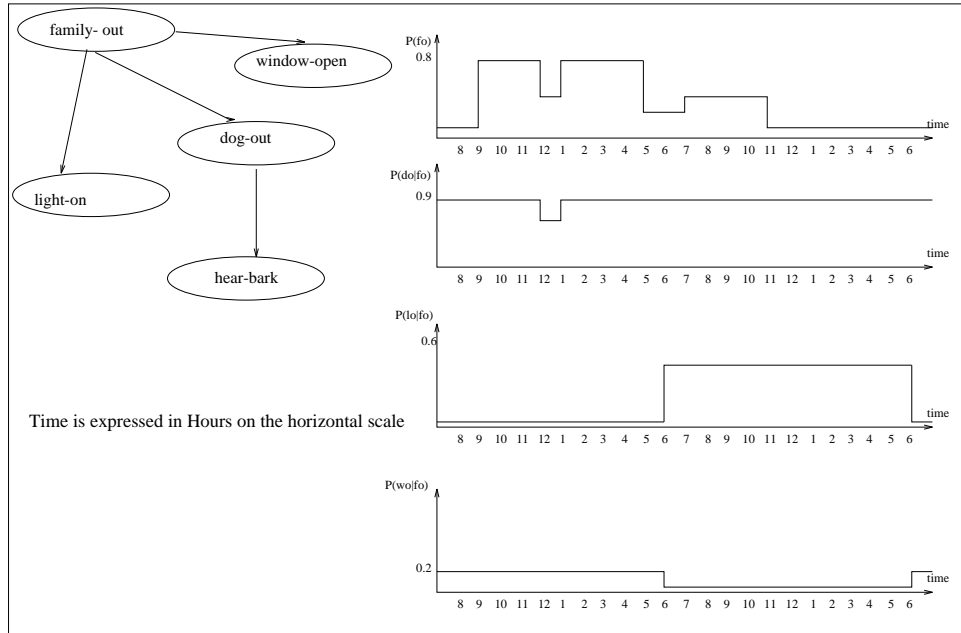 family- out
window-open
dog-out
light-on
hear-bark
Time is expressed in Hours on the horizontal scale
P(fo)
0.8
time
8 9 10 11 12 1 2 3 4 5 6 7 8 9 10 11 12 1 2 3 4 5 6
P(do|fo)
0.9
time
8 9 10 11 12 1 2 3 4 5 6 7 8 9 10 11 12 1 2 3 4 5 6
P(lo|fo)
0.6
time
8 9 10 11 12 1 2 3 4 5 6 7 8 9 10 11 12 1 2 3 4 5 6
P(wo|fo)
0.2
time
8 9 10 11 12 1 2 3 4 5 6 7 8 9 10 11 12 1 2 3 4 5 6